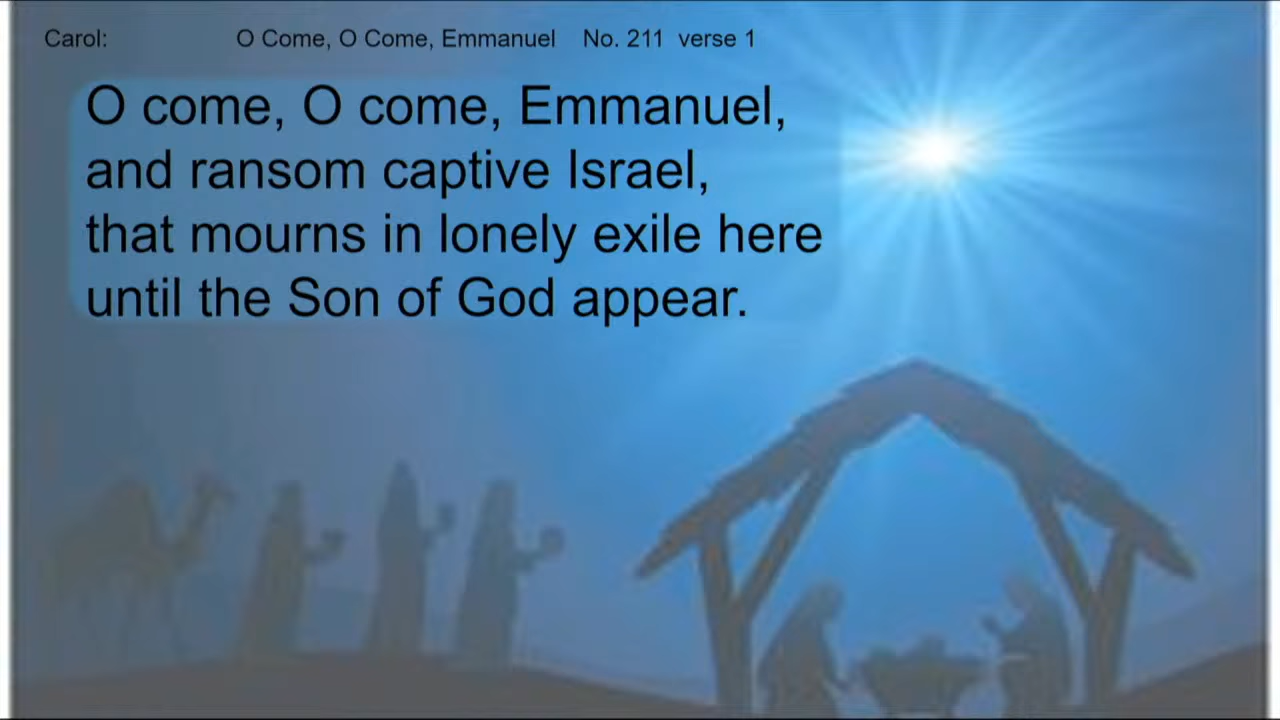 Carol: O Come, O Come, Emmanuel No. 211 verse 1
O come, O come, Emmanuel,
and ransom captive Israel,
that mourns in lonely exile here
until the Son of God appear.